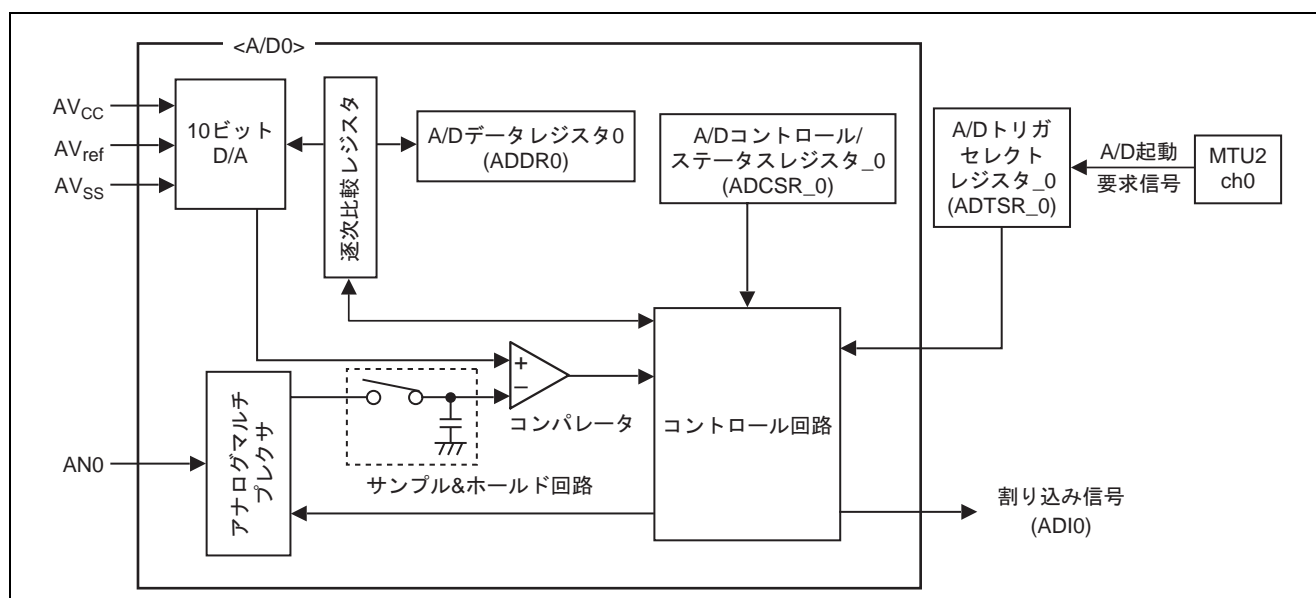 <A/D0>
AVCC
AVref
AVSS
10ビット
D/A
逐次比較レジスタ
A/Dデータレジスタ0
(ADDR0)
A/Dコントロール/
ステータスレジスタ_0
(ADCSR_0)
A/Dトリガ
セレクト
レジスタ_0
(ADTSR_0)
A/D起動
要求信号
MTU2
ch0
+
−
コンパレータ
コントロール回路
AN0
アナログマルチ
プレクサ
サンプル&ホールド回路
割り込み信号
(ADI0)